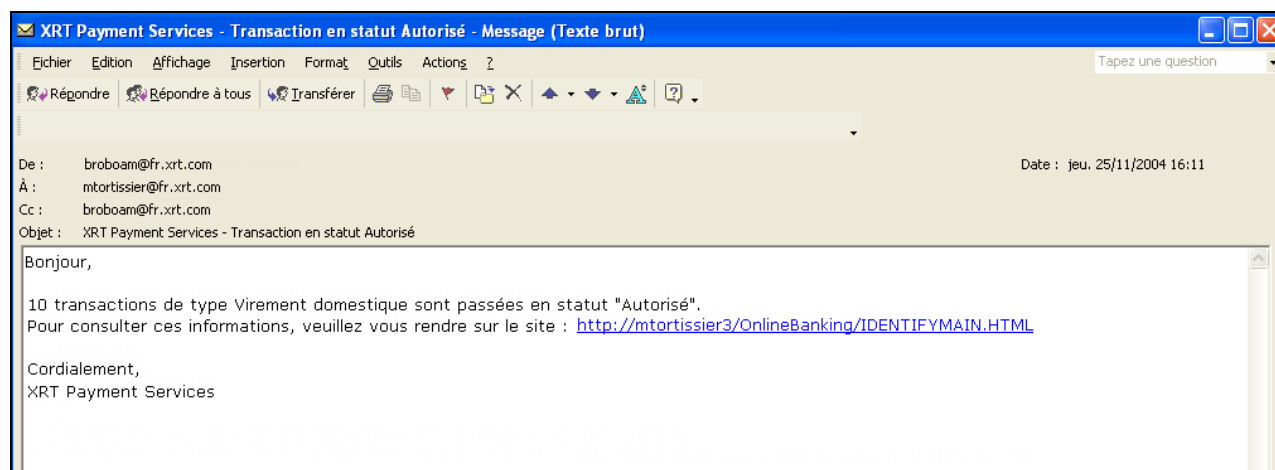 XRT Payment Services - Transaction en statut Autorisé - Message (Texte brut)
Fichier Edition Affichage Insertion Format Outils Actions ? Tapez une question
Répondre Répondre à tous Transférer
De : broboam@fr.xrt.com Date : jeu. 25/11/2004 16:11
À : mtortissier@fr.xrt.com
Cc : broboam@fr.xrt.com
Objet : XRT Payment Services - Transaction en statut Autorisé
Bonjour,
10 transactions de type Virement domestique sont passées en statut "Autorisé".
Pour consulter ces informations, veuillez vous rendre sur le site : http://mtortissier3/OnlineBanking/IDENTIFYMAIN.HTML
Cordialement,
XRT Payment Services